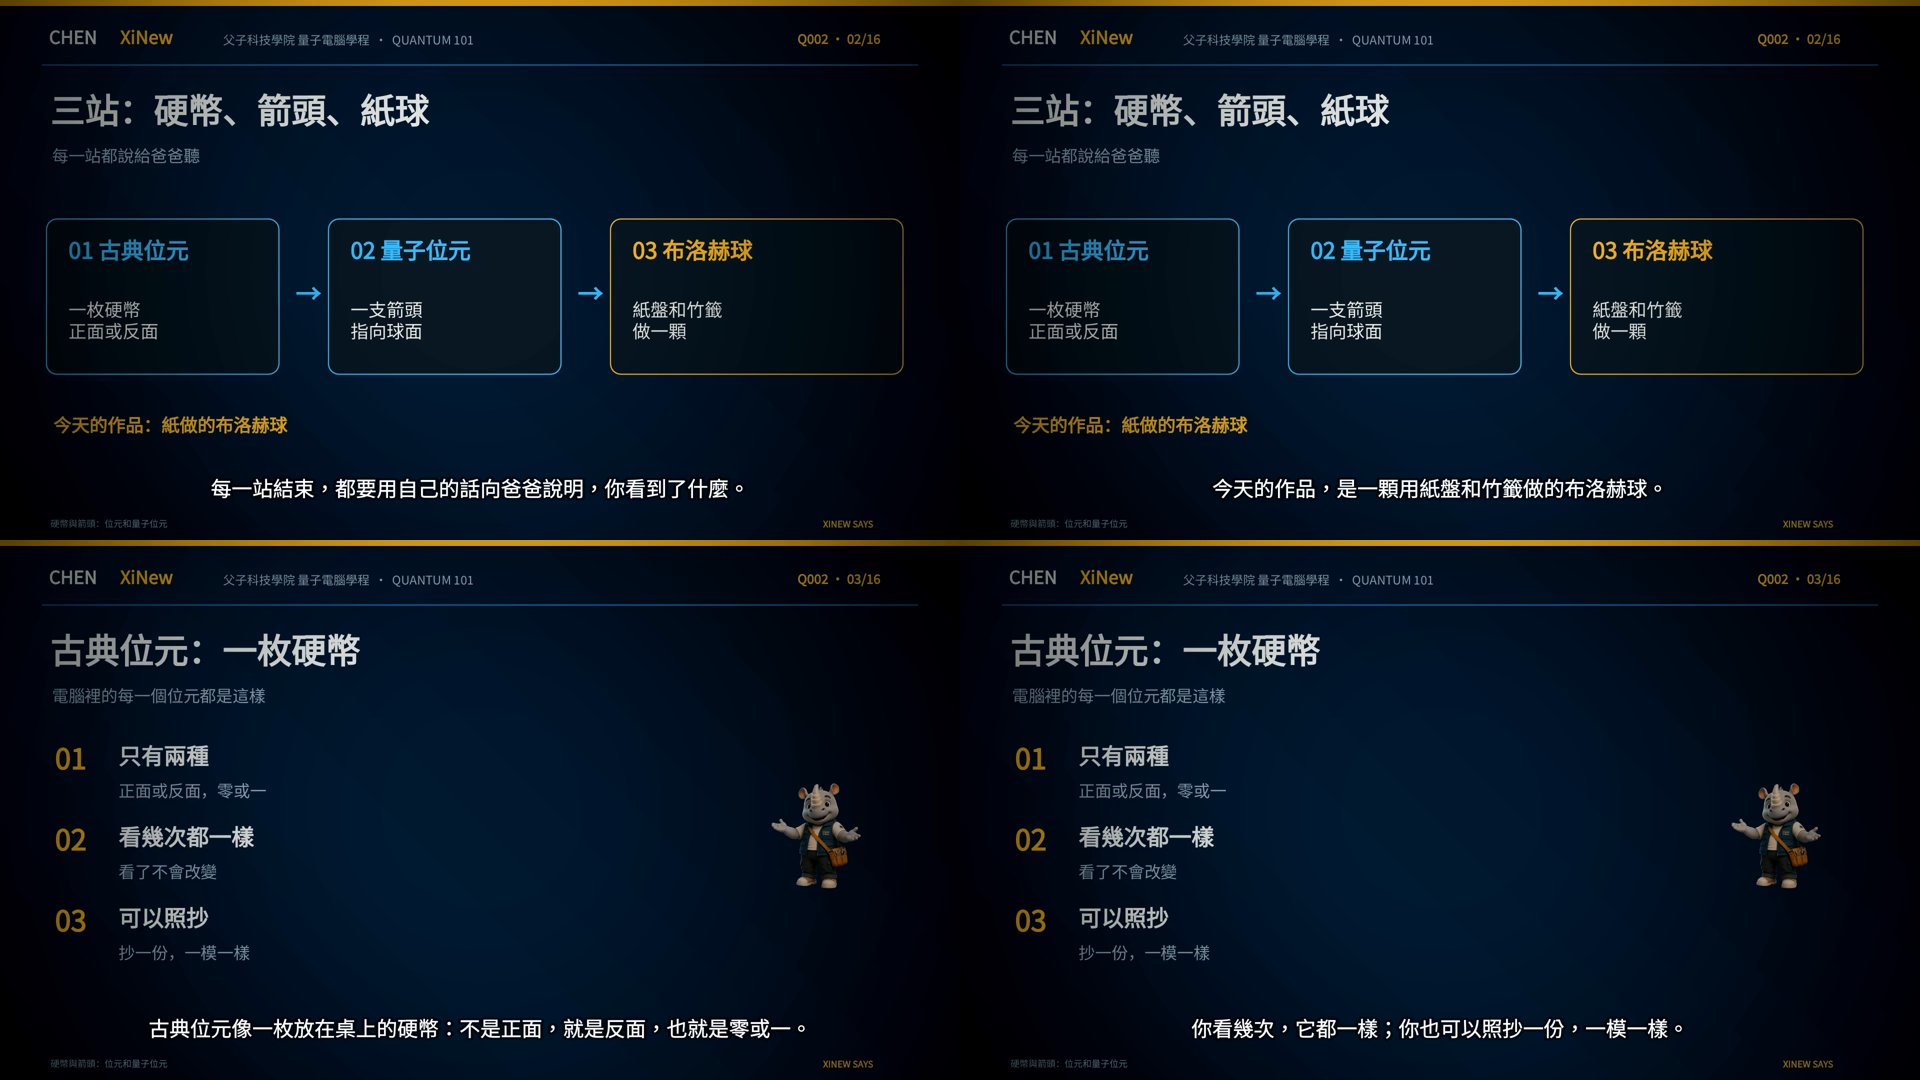 CHEN XiNew 父子科技學院 量子電腦學程 · QUANTUM 101 Q002 · 02/16
三站：硬幣、箭頭、紙球
每一站都說給爸爸聽
01 古典位元
一枚硬幣
正面或反面
→
02 量子位元
一支箭頭
指向球面
→
03 布洛赫球
紙盤和竹籤
做一顆
今天的作品：紙做的布洛赫球
每一站結束，都要用自己的話向爸爸說明，你看到了什麼。
硬幣與箭頭：位元和量子位元 XINEW SAYS
CHEN XiNew 父子科技學院 量子電腦學程 · QUANTUM 101 Q002 · 02/16
三站：硬幣、箭頭、紙球
每一站都說給爸爸聽
01 古典位元
一枚硬幣
正面或反面
→
02 量子位元
一支箭頭
指向球面
→
03 布洛赫球
紙盤和竹籤
做一顆
今天的作品：紙做的布洛赫球
今天的作品，是一顆用紙盤和竹籤做的布洛赫球。
硬幣與箭頭：位元和量子位元 XINEW SAYS
CHEN XiNew 父子科技學院 量子電腦學程 · QUANTUM 101 Q002 · 03/16
古典位元：一枚硬幣
電腦裡的每一個位元都是這樣
01 只有兩種
正面或反面，零或一
02 看幾次都一樣
看了不會改變
03 可以照抄
抄一份，一模一樣
古典位元像一枚放在桌上的硬幣：不是正面，就是反面，也就是零或一。
硬幣與箭頭：位元和量子位元 XINEW SAYS
CHEN XiNew 父子科技學院 量子電腦學程 · QUANTUM 101 Q002 · 03/16
古典位元：一枚硬幣
電腦裡的每一個位元都是這樣
01 只有兩種
正面或反面，零或一
02 看幾次都一樣
看了不會改變
03 可以照抄
抄一份，一模一樣
你看幾次，它都一樣；你也可以照抄一份，一模一樣。
硬幣與箭頭：位元和量子位元 XINEW SAYS